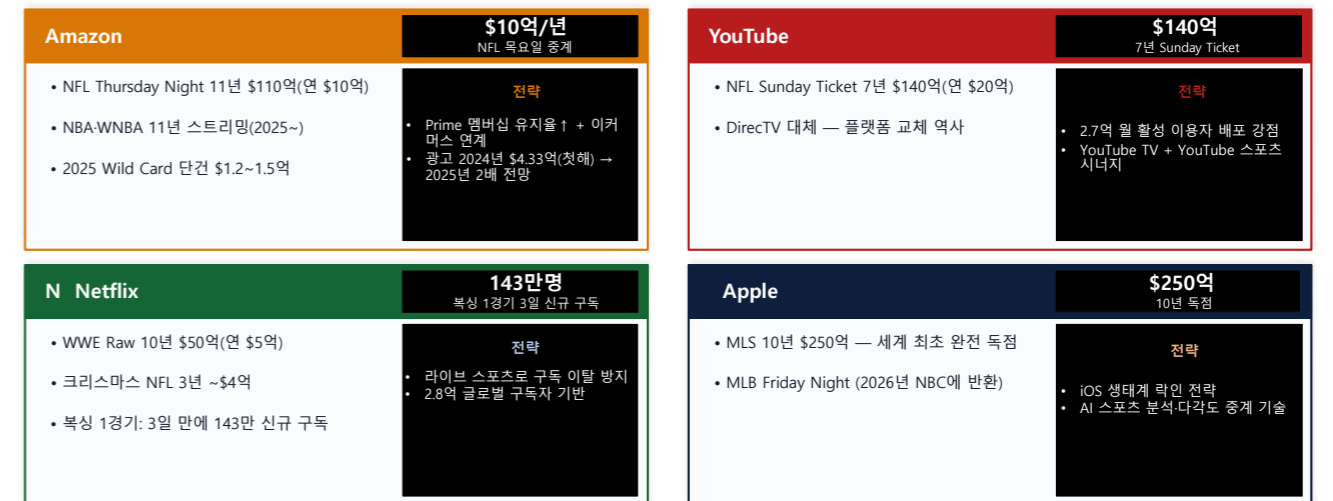 Amazon
$10억/년
NFL 목요일 중계
• NFL Thursday Night 11년 $110억(연 $10억)
• NBA·WNBA 11년 스트리밍(2025~)
• 2025 Wild Card 단건 $1.2~1.5억
전략
• Prime 멤버십 유지율↑ + 이커
머스 연계
• 광고 2024년 $4.33억(첫해) →
2025년 2배 전망
YouTube
$140억
7년 Sunday Ticket
• NFL Sunday Ticket 7년 $140억(연 $20억)
• DirecTV 대체 — 플랫폼 교체 역사
전략
• 2.7억 월 활성 이용자 배포 강점
• YouTube TV + YouTube 스포츠
시너지
N Netflix
143만명
복싱 1경기 3일 신규 구독
• WWE Raw 10년 $50억(연 $5억)
• 크리스마스 NFL 3년 ~$4억
• 복싱 1경기: 3일 만에 143만 신규 구독
전략
• 라이브 스포츠로 구독 이탈 방지
• 2.8억 글로벌 구독자 기반
Apple
$250억
10년 독점
• MLS 10년 $250억 — 세계 최초 완전 독점
• MLB Friday Night (2026년 NBC에 반환)
전략
• iOS 생태계 락인 전략
• AI 스포츠 분석·다각도 중계 기술